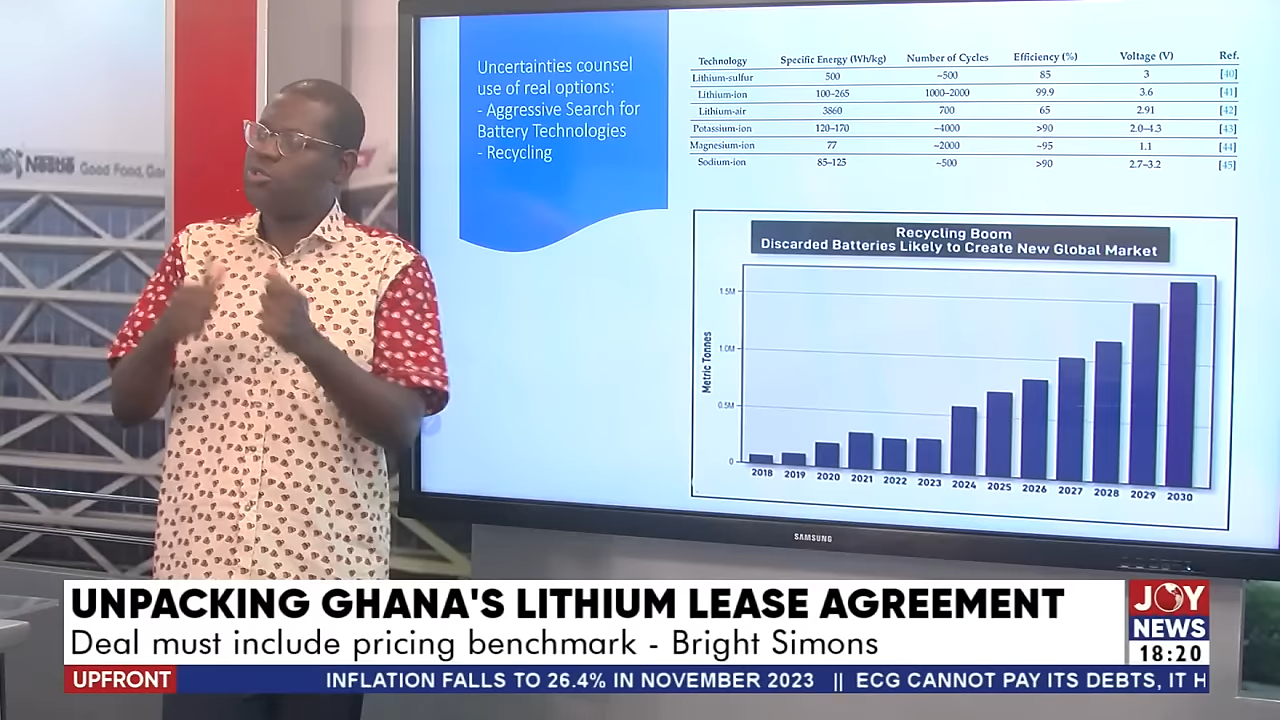 Nestlé Good Food, Goo
Uncertainties counsel
use of real options:
- Aggressive Search for
Battery Technologies
- Recycling
Technology Specific Energy (Wh/kg) Number of Cycles Efficiency (%) Voltage (V) Ref.
Lithium-sulfur 500 ~500 85 3 [40]
Lithium-ion 100–265 1000–2000 99.9 3.6 [41]
Lithium-air 3860 700 65 2.91 [42]
Potassium-ion 120–170 ~4000 >90 2.0–4.3 [43]
Magnesium-ion 77 ~2000 ~95 1.1 [44]
Sodium-ion 85–125 ~500 >90 2.7–3.2 [45]
Recycling Boom
Discarded Batteries Likely to Create New Global Market
Metric Tonnes
1.5M
1.0M
0.5M
0
2018 2019 2020 2021 2022 2023 2024 2025 2026 2027 2028 2029 2030
SAMSUNG
UNPACKING GHANA'S LITHIUM LEASE AGREEMENT
Deal must include pricing benchmark - Bright Simons
JOY
NEWS
18:20
UPFRONT
INFLATION FALLS TO 26.4% IN NOVEMBER 2023 || ECG CANNOT PAY ITS DEBTS, IT H